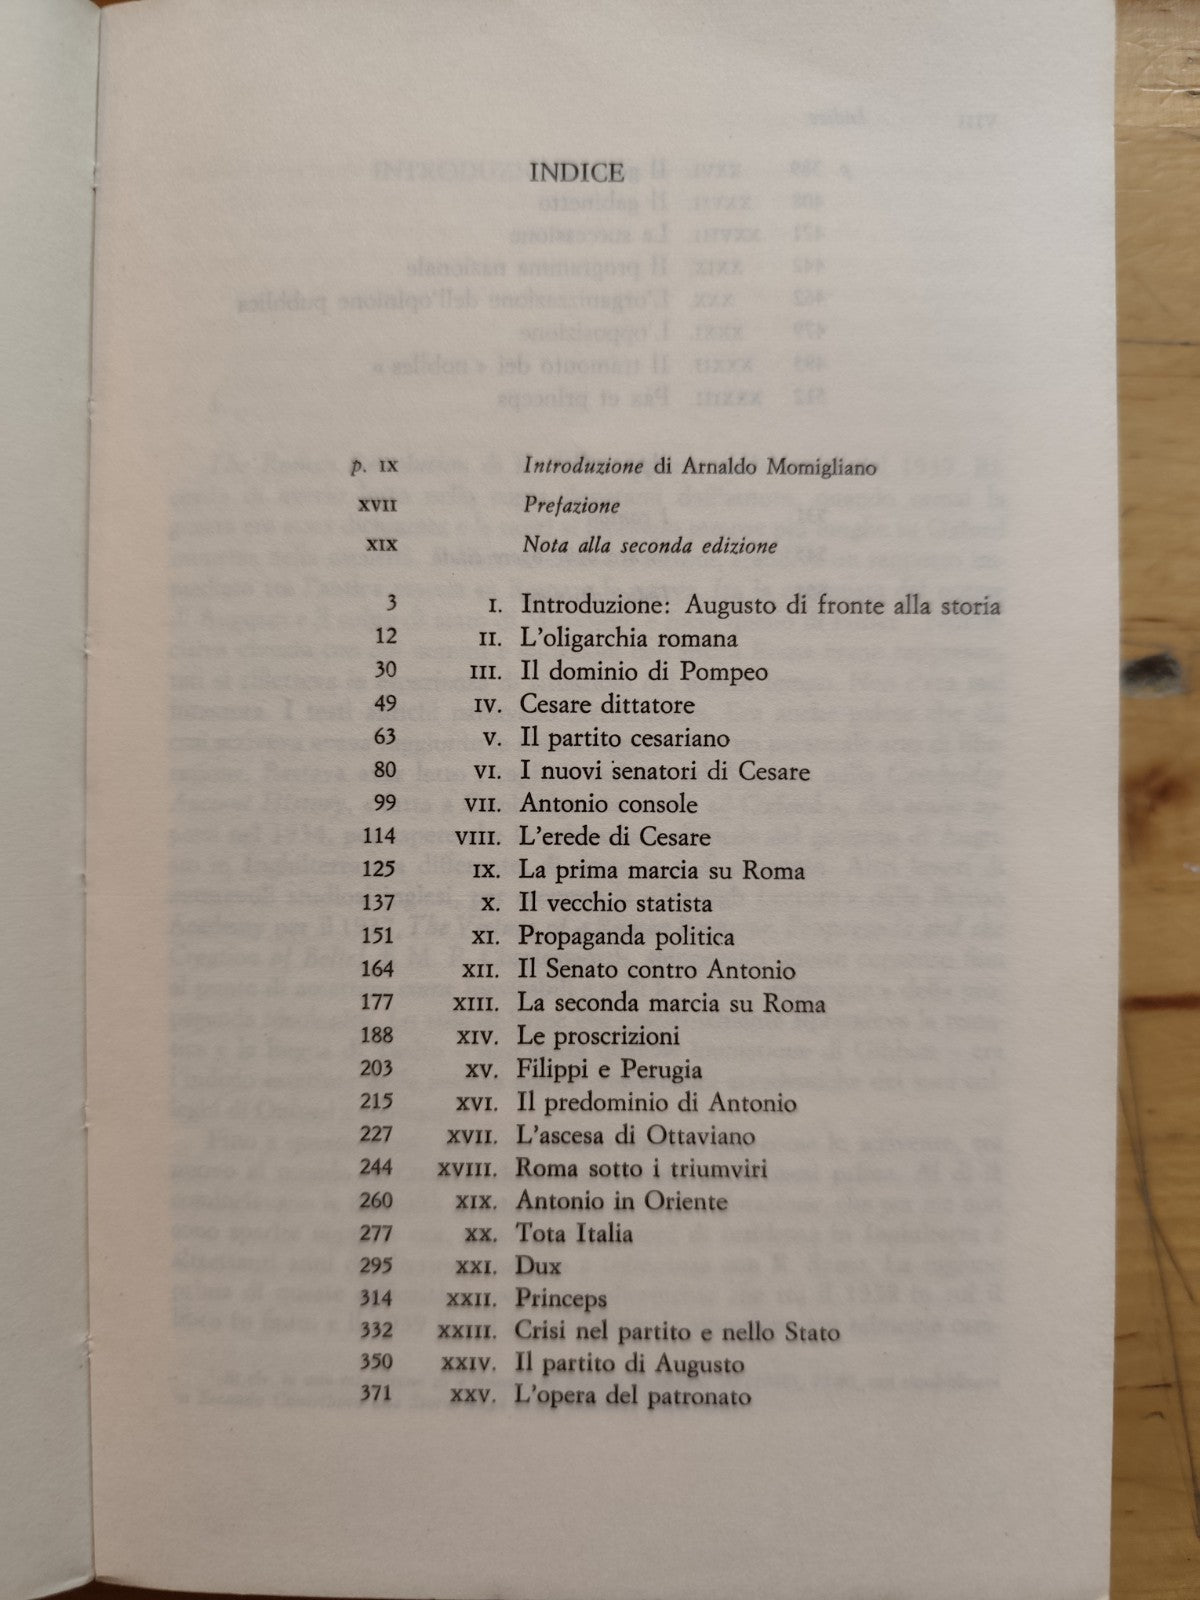 INDICE
p. IX Introduzione di Arnaldo Momigliano
XVII Prefazione
XIX Nota alla seconda edizione
3 I. Introduzione: Augusto di fronte alla storia
12 II. L'oligarchia romana
30 III. Il dominio di Pompeo
49 IV. Cesare dittatore
63 V. Il partito cesariano
80 VI. I nuovi senatori di Cesare
99 VII. Antonio console
114 VIII. L'erede di Cesare
125 IX. La prima marcia su Roma
137 X. Il vecchio statista
151 XI. Propaganda politica
164 XII. Il Senato contro Antonio
177 XIII. La seconda marcia su Roma
188 XIV. Le proscrizioni
203 XV. Filippi e Perugia
215 XVI. Il predominio di Antonio
227 XVII. L'ascesa di Ottaviano
244 XVIII. Roma sotto i triumviri
260 XIX. Antonio in Oriente
277 XX. Tota Italia
295 XXI. Dux
314 XXII. Princeps
332 XXIII. Crisi nel partito e nello Stato
350 XXIV. Il partito di Augusto
371 XXV. L'opera del patronato